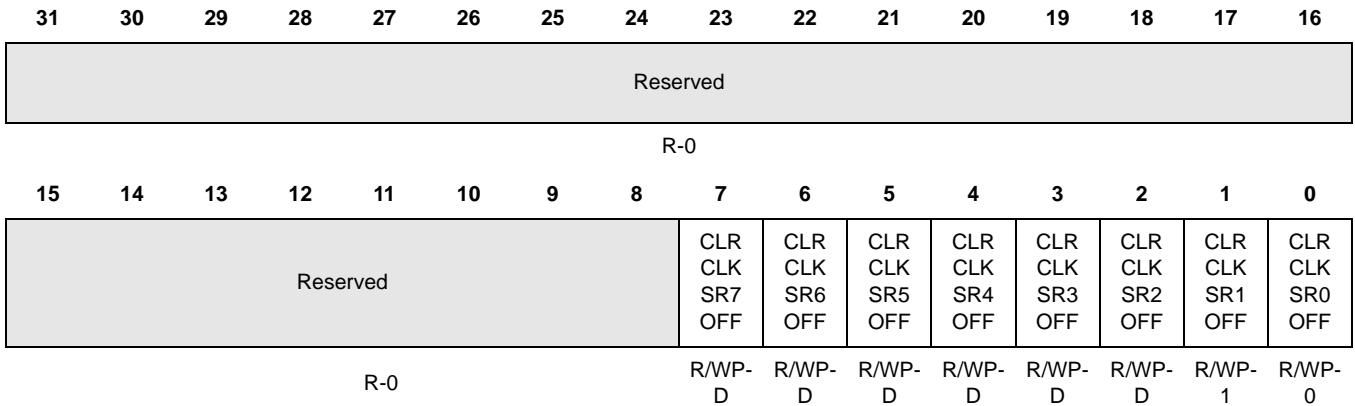 31 30 29 28 27 26 25 24 23 22 21 20 19 18 17 16
Reserved
R-0
15 14 13 12 11 10 9 8 7 6 5 4 3 2 1 0
CLR CLR CLR CLR CLR CLR CLR CLR
CLK CLK CLK CLK CLK CLK CLK CLK
Reserved
SR7 SR6 SR5 SR4 SR3 SR2 SR1 SR0
OFF OFF OFF OFF OFF OFF OFF OFF
R-0
R/WP- R/WP- R/WP- R/WP- R/WP- R/WP- R/WP- R/WP-
D D D D D D 1 0